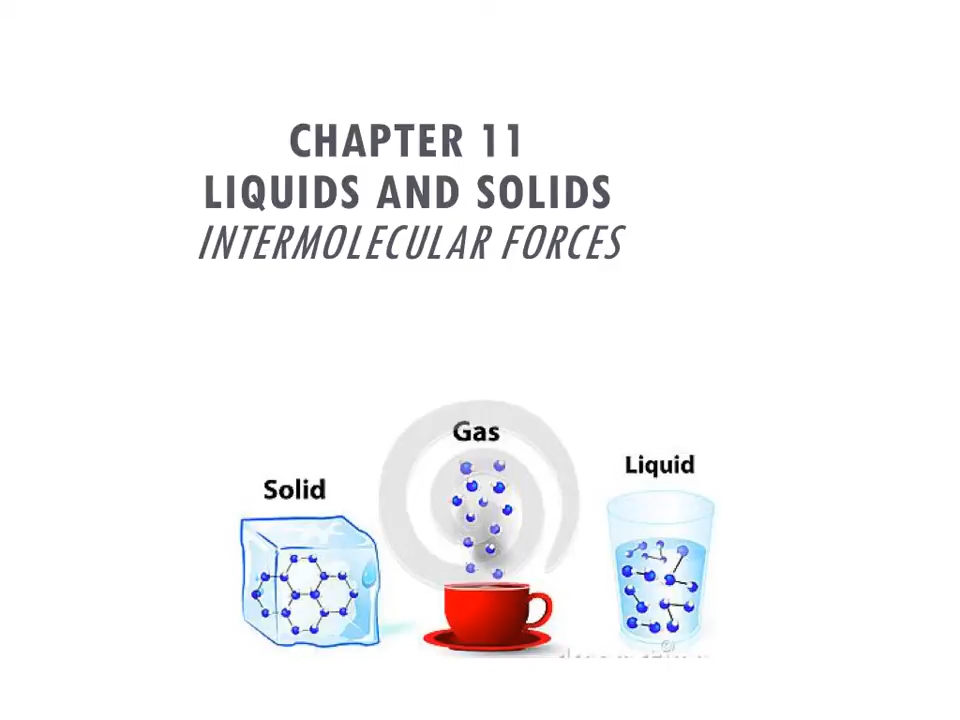 CHAPTER 11
LIQUIDS AND SOLIDS
INTERMOLECULAR FORCES
Gas
Liquid
Solid